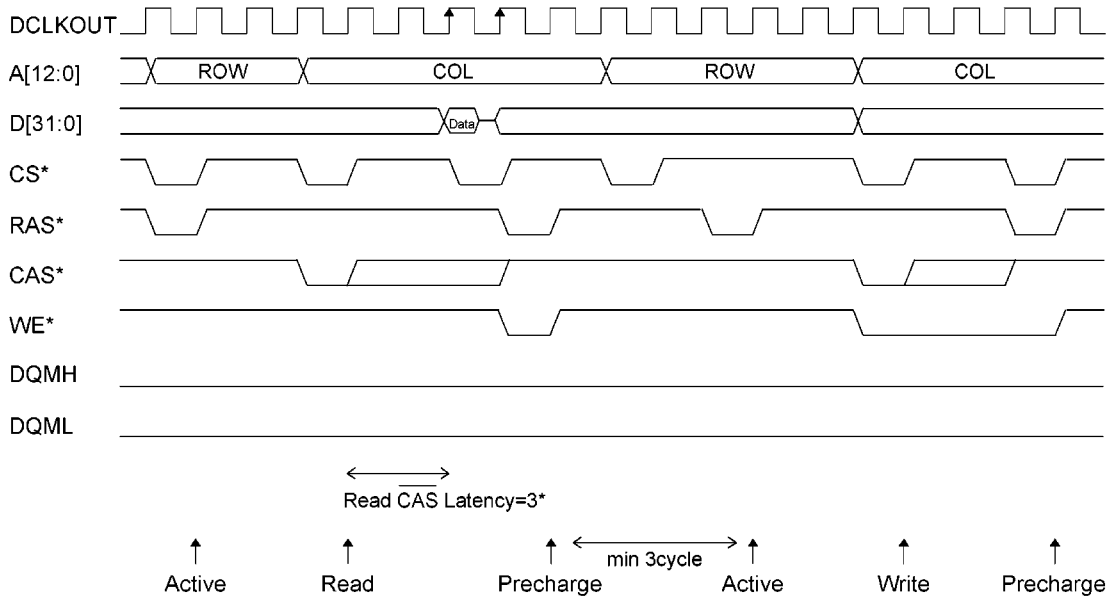 DCLKOUT
A[12:0] ROW COL ROW COL
D[31:0] Data
CS*
RAS*
CAS*
WE*
DQMH
DQML
Read CAS Latency=3*
min 3cycle
Active Read Precharge Active Write Precharge